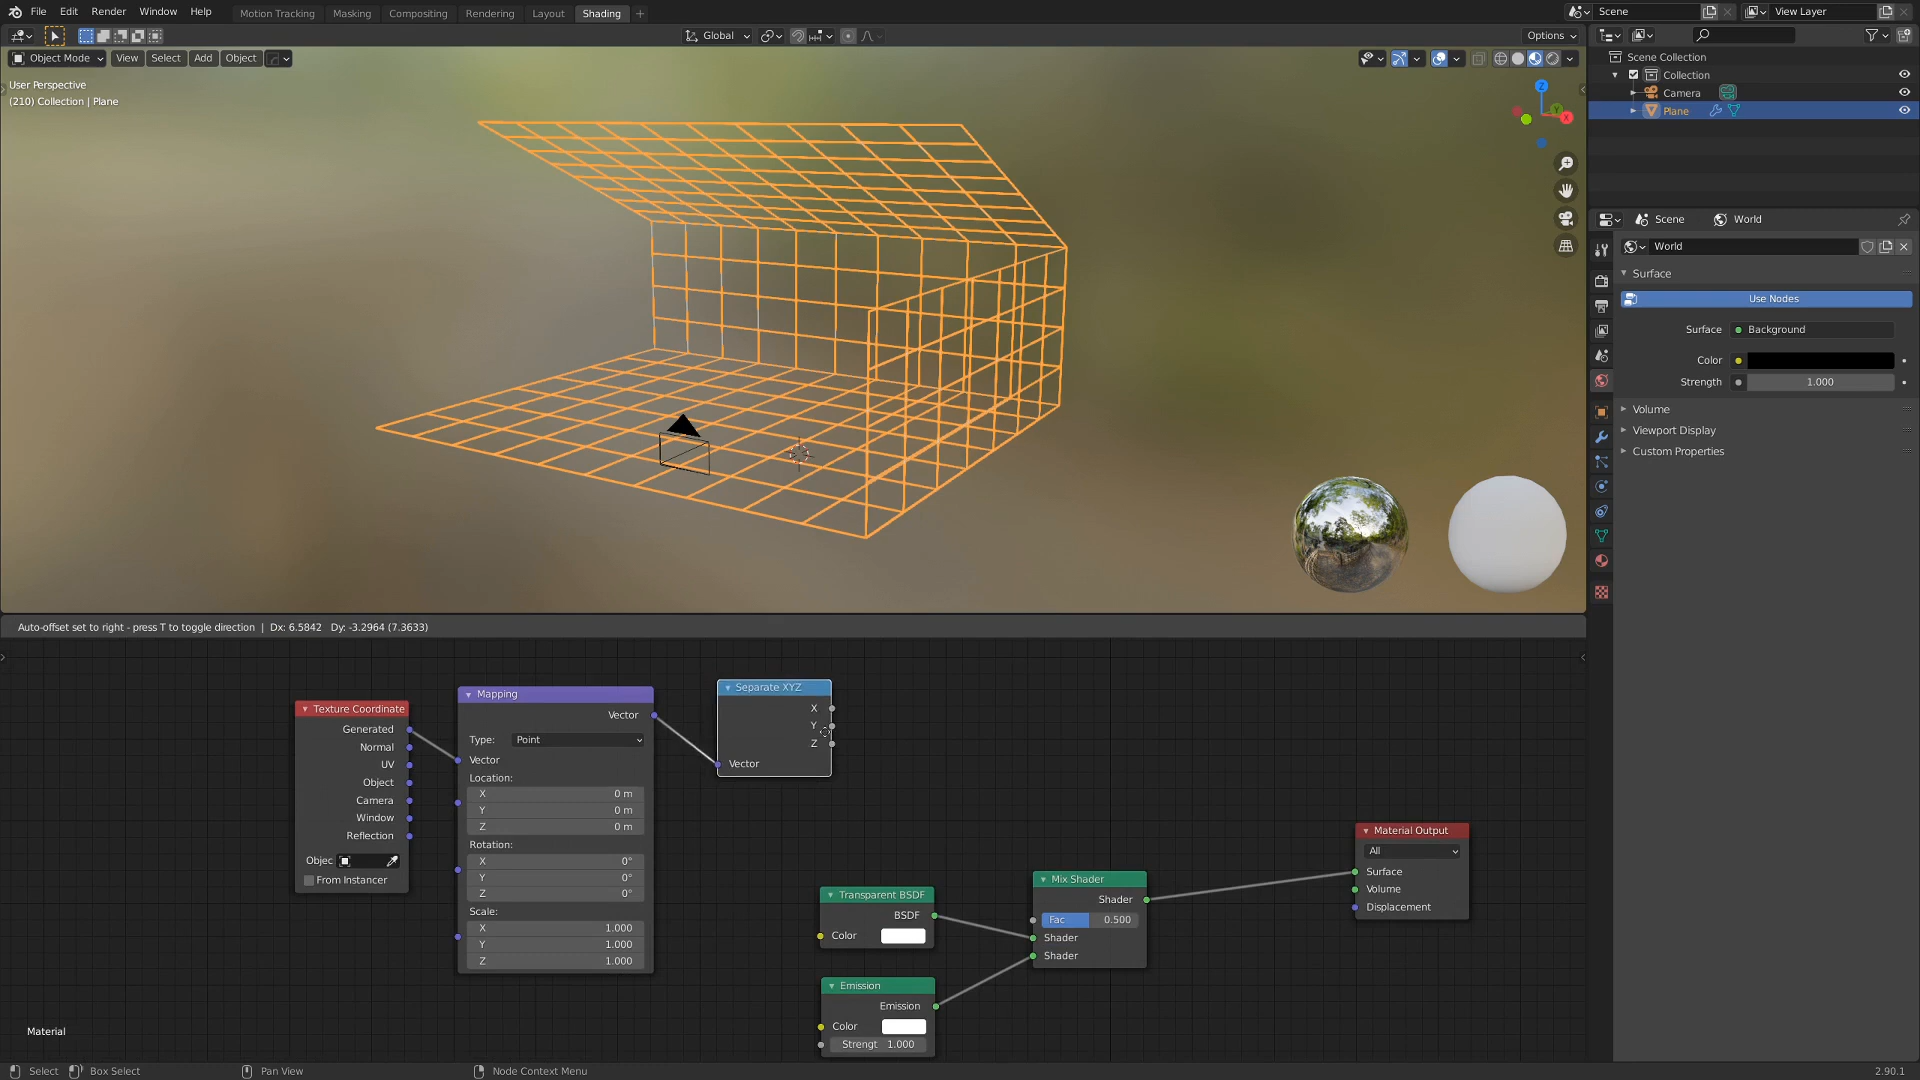 File Edit Render Window Help Motion Tracking Masking Compositing Rendering Layout Shading + Scene View Layer
Global Options
Object Mode View Select Add Object
User Perspective
(210) Collection | Plane
Z
Y
X
Scene Collection
Collection
Camera
Plane
Scene World
World
Surface
Use Nodes
Surface Background
Color
Strength 1.000
Volume
Viewport Display
Custom Properties
Auto-offset set to right - press T to toggle direction | Dx: 6.5842 Dy: -3.2964 (7.3633)
Texture Coordinate
Generated
Normal
UV
Object
Camera
Window
Reflection
Objec
From Instancer
Mapping
Vector
Type: Point
Vector
Location:
X 0 m
Y 0 m
Z 0 m
Rotation:
X 0°
Y 0°
Z 0°
Scale:
X 1.000
Y 1.000
Z 1.000
Separate XYZ
X
Y
Z
Vector
Transparent BSDF
BSDF
Color
Emission
Emission
Color
Strengt 1.000
Mix Shader
Shader
Fac 0.500
Shader
Shader
Material Output
All
Surface
Volume
Displacement
Material
Select Box Select Pan View Node Context Menu 2.90.1